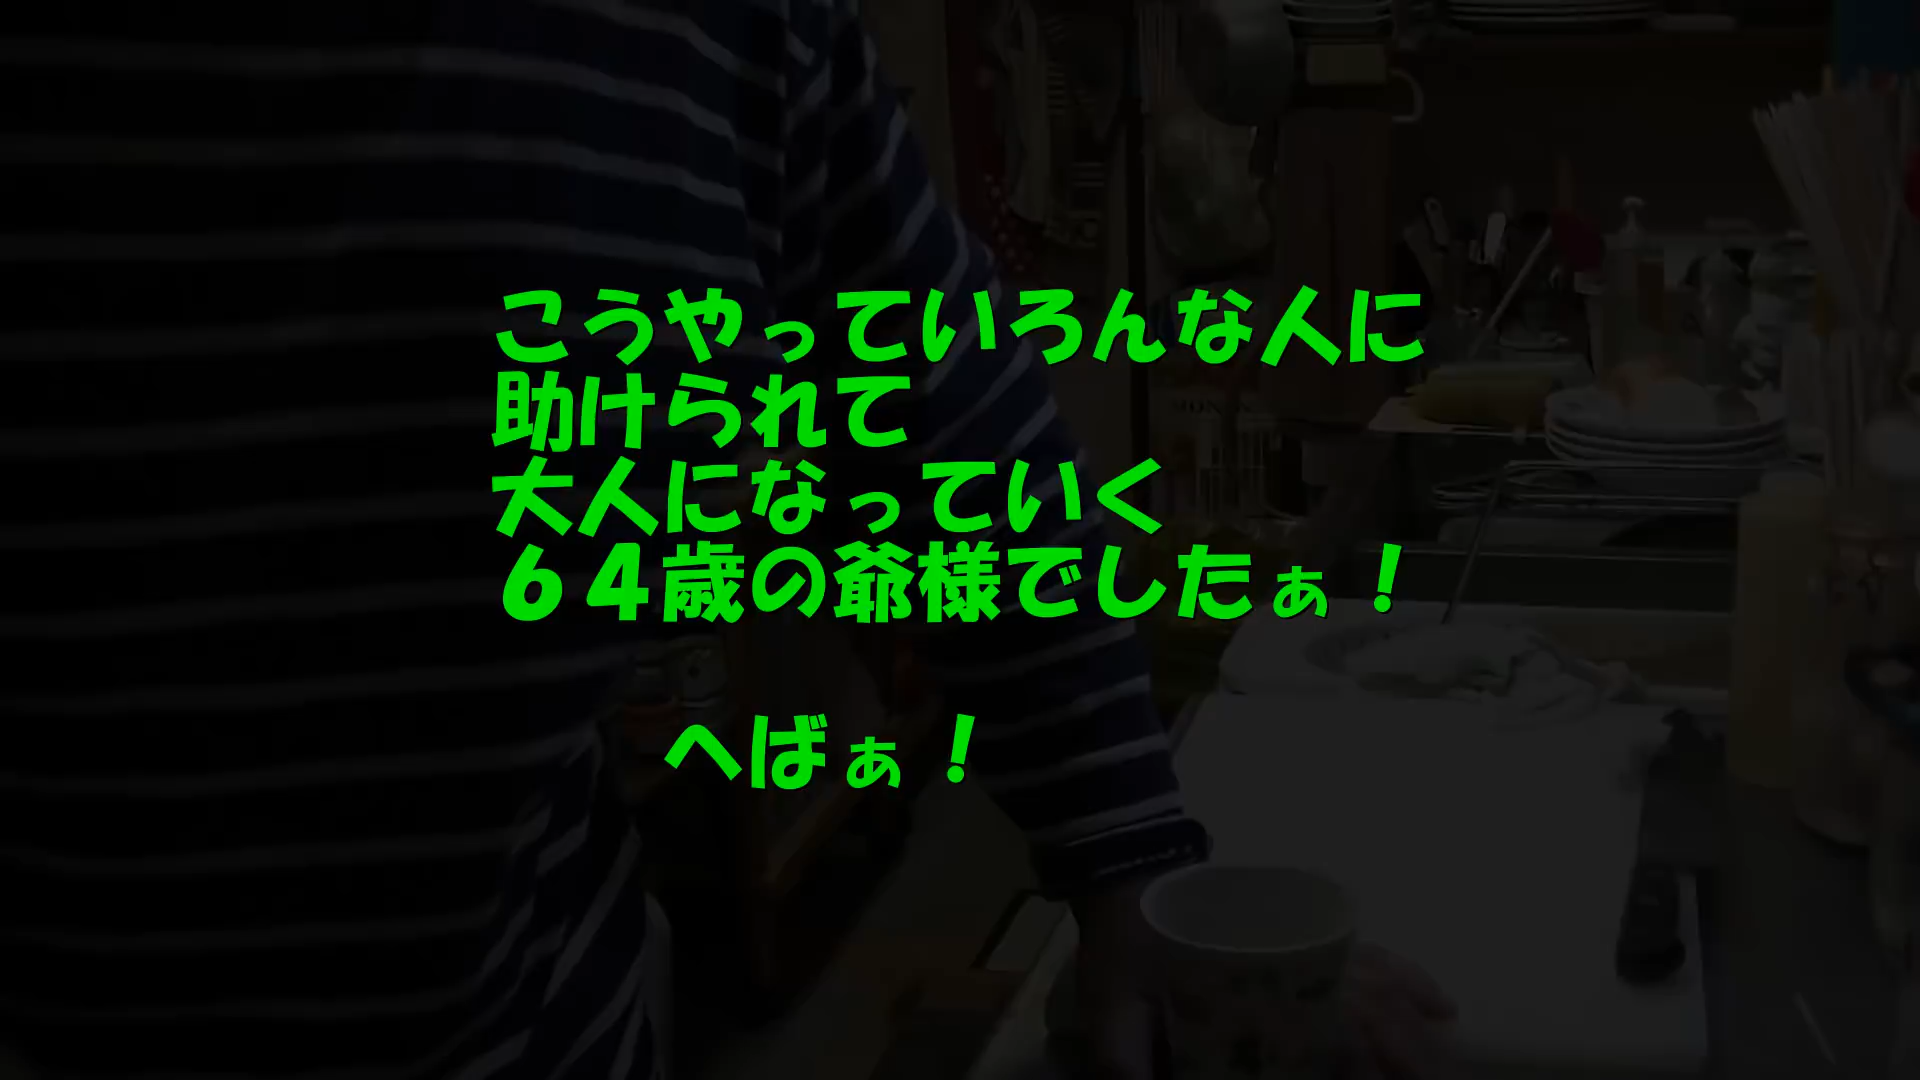 こうやっていろんな人に
助けられて
大人になっていく
６４歳の爺様でしたぁ！
へばぁ！